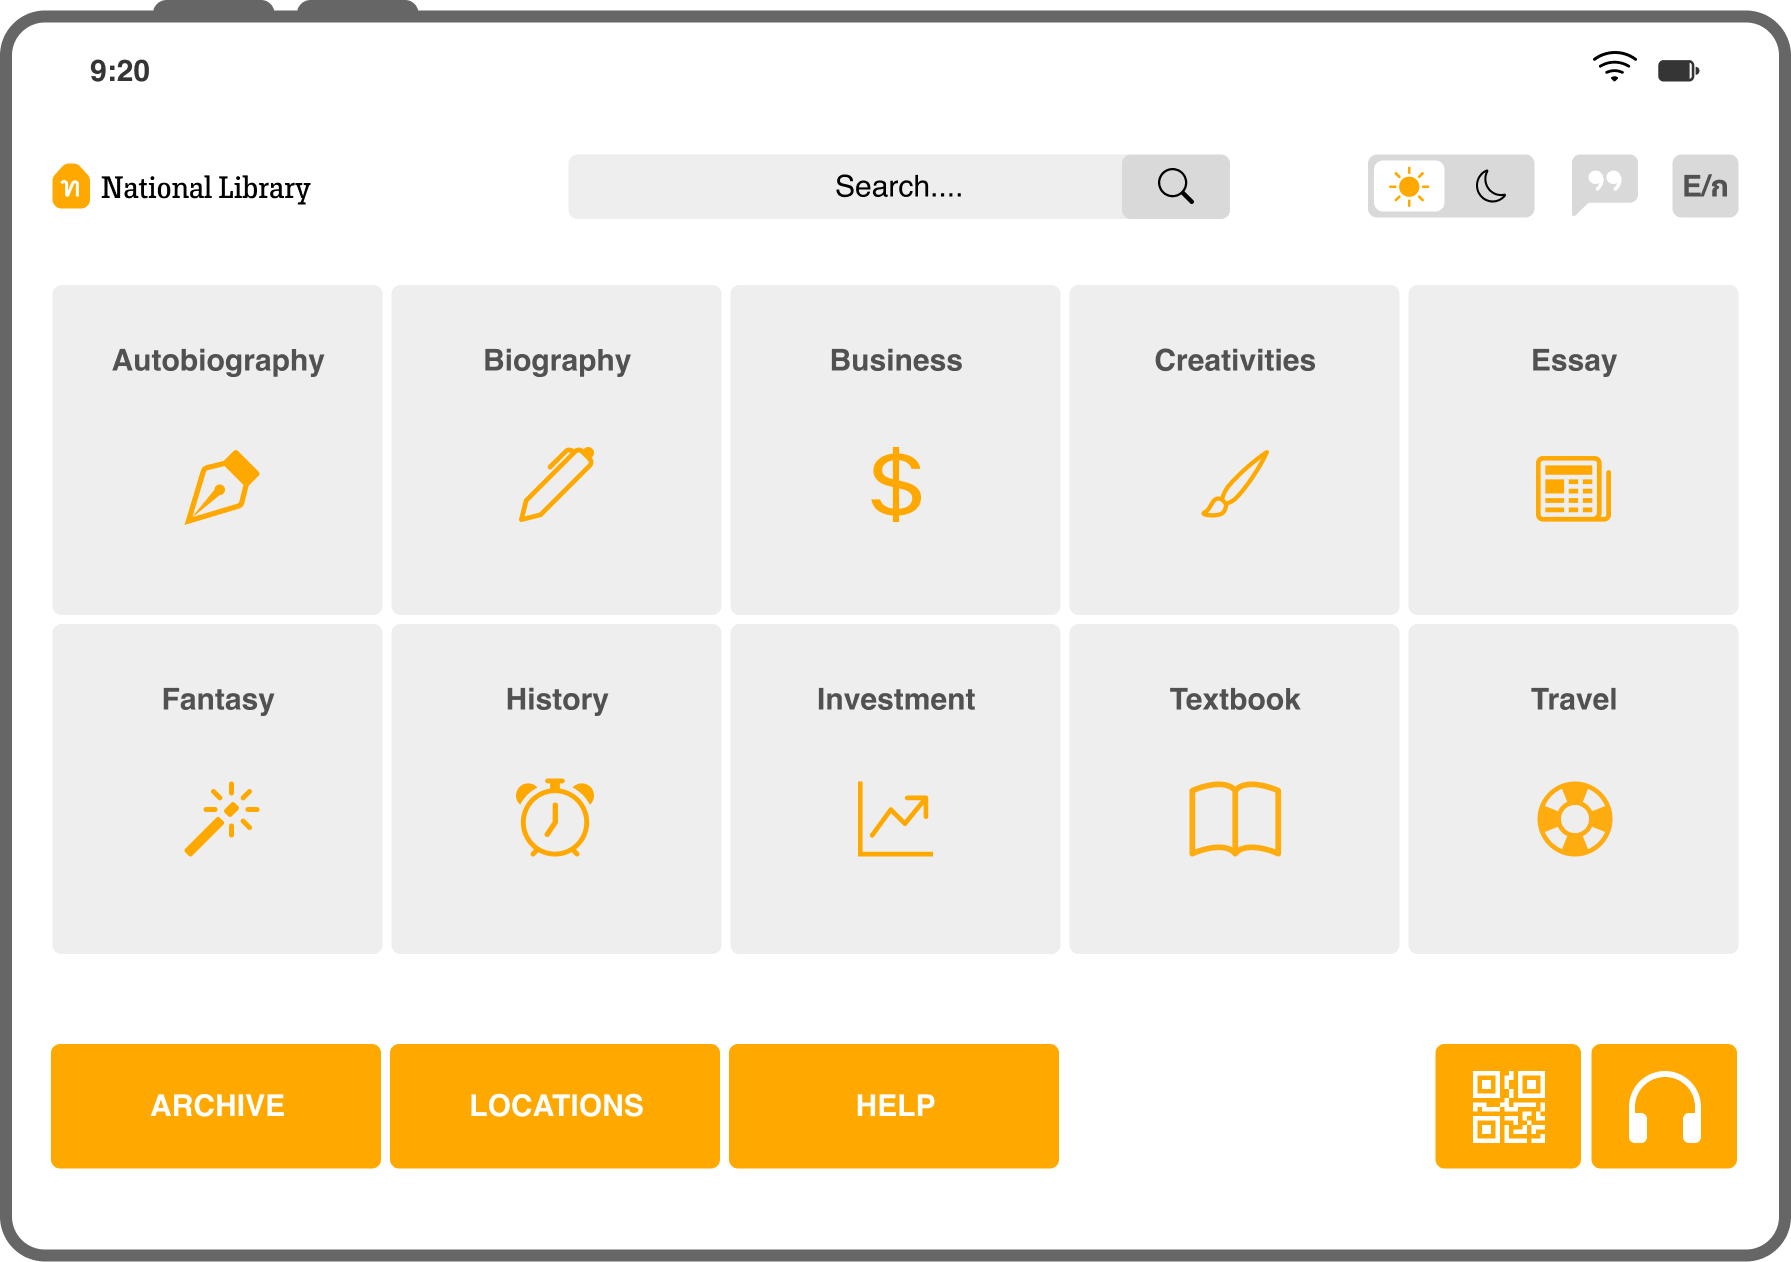 9:20
ท
National Library
Search....
E/ก
Autobiography
Biography
Business
Creativities
Essay
Fantasy
History
Investment
Textbook
Travel
ARCHIVE
LOCATIONS
HELP